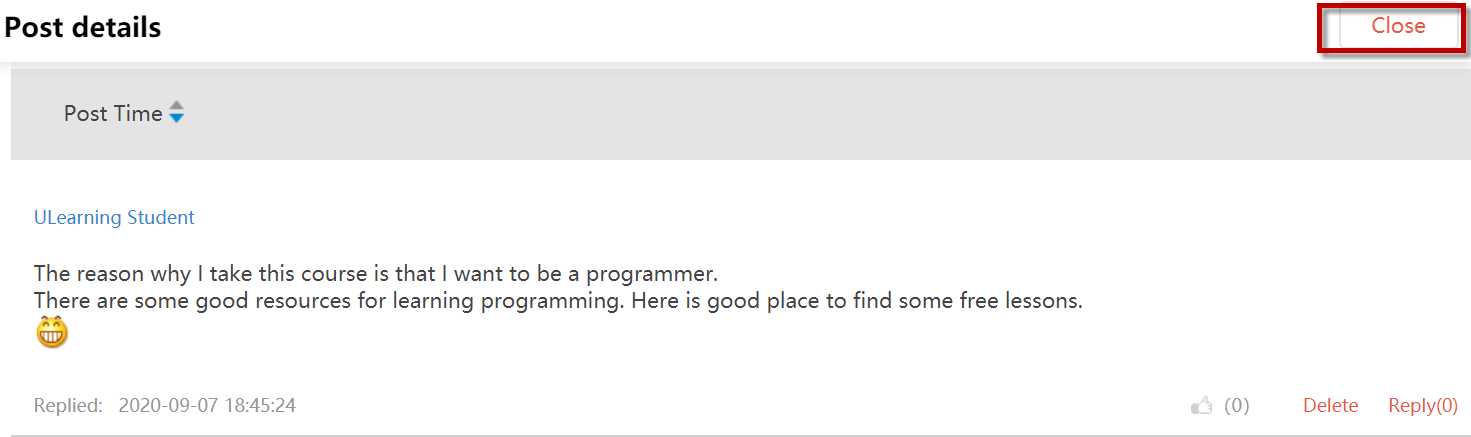 Post details
Close
Post Time
ULearning Student
The reason why I take this course is that I want to be a programmer.
There are some good resources for learning programming. Here is good place to find some free lessons.
Replied: 2020-09-07 18:45:24 (0) Delete Reply(0)